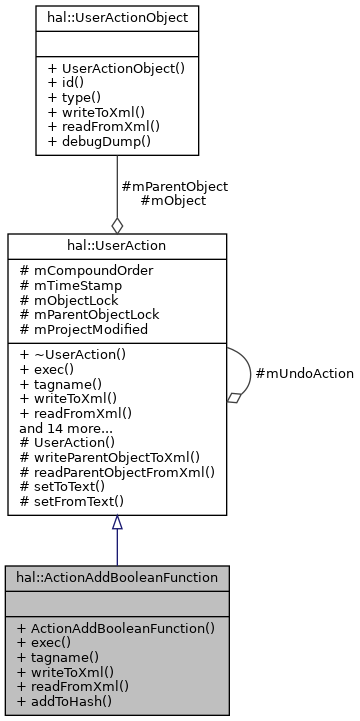 hal::UserActionObject
+ UserActionObject()
+ id()
+ type()
+ writeToXml()
+ readFromXml()
+ debugDump()
#mParentObject
#mObject
hal::UserAction
# mCompoundOrder
# mTimeStamp
# mObjectLock
# mParentObjectLock
# mProjectModified
+ ~UserAction()
+ exec()
+ tagname()
+ writeToXml()
+ readFromXml()
and 14 more...
# UserAction()
# writeParentObjectToXml()
# readParentObjectFromXml()
# setToText()
# setFromText()
#mUndoAction
hal::ActionAddBooleanFunction
+ ActionAddBooleanFunction()
+ exec()
+ tagname()
+ writeToXml()
+ readFromXml()
+ addToHash()